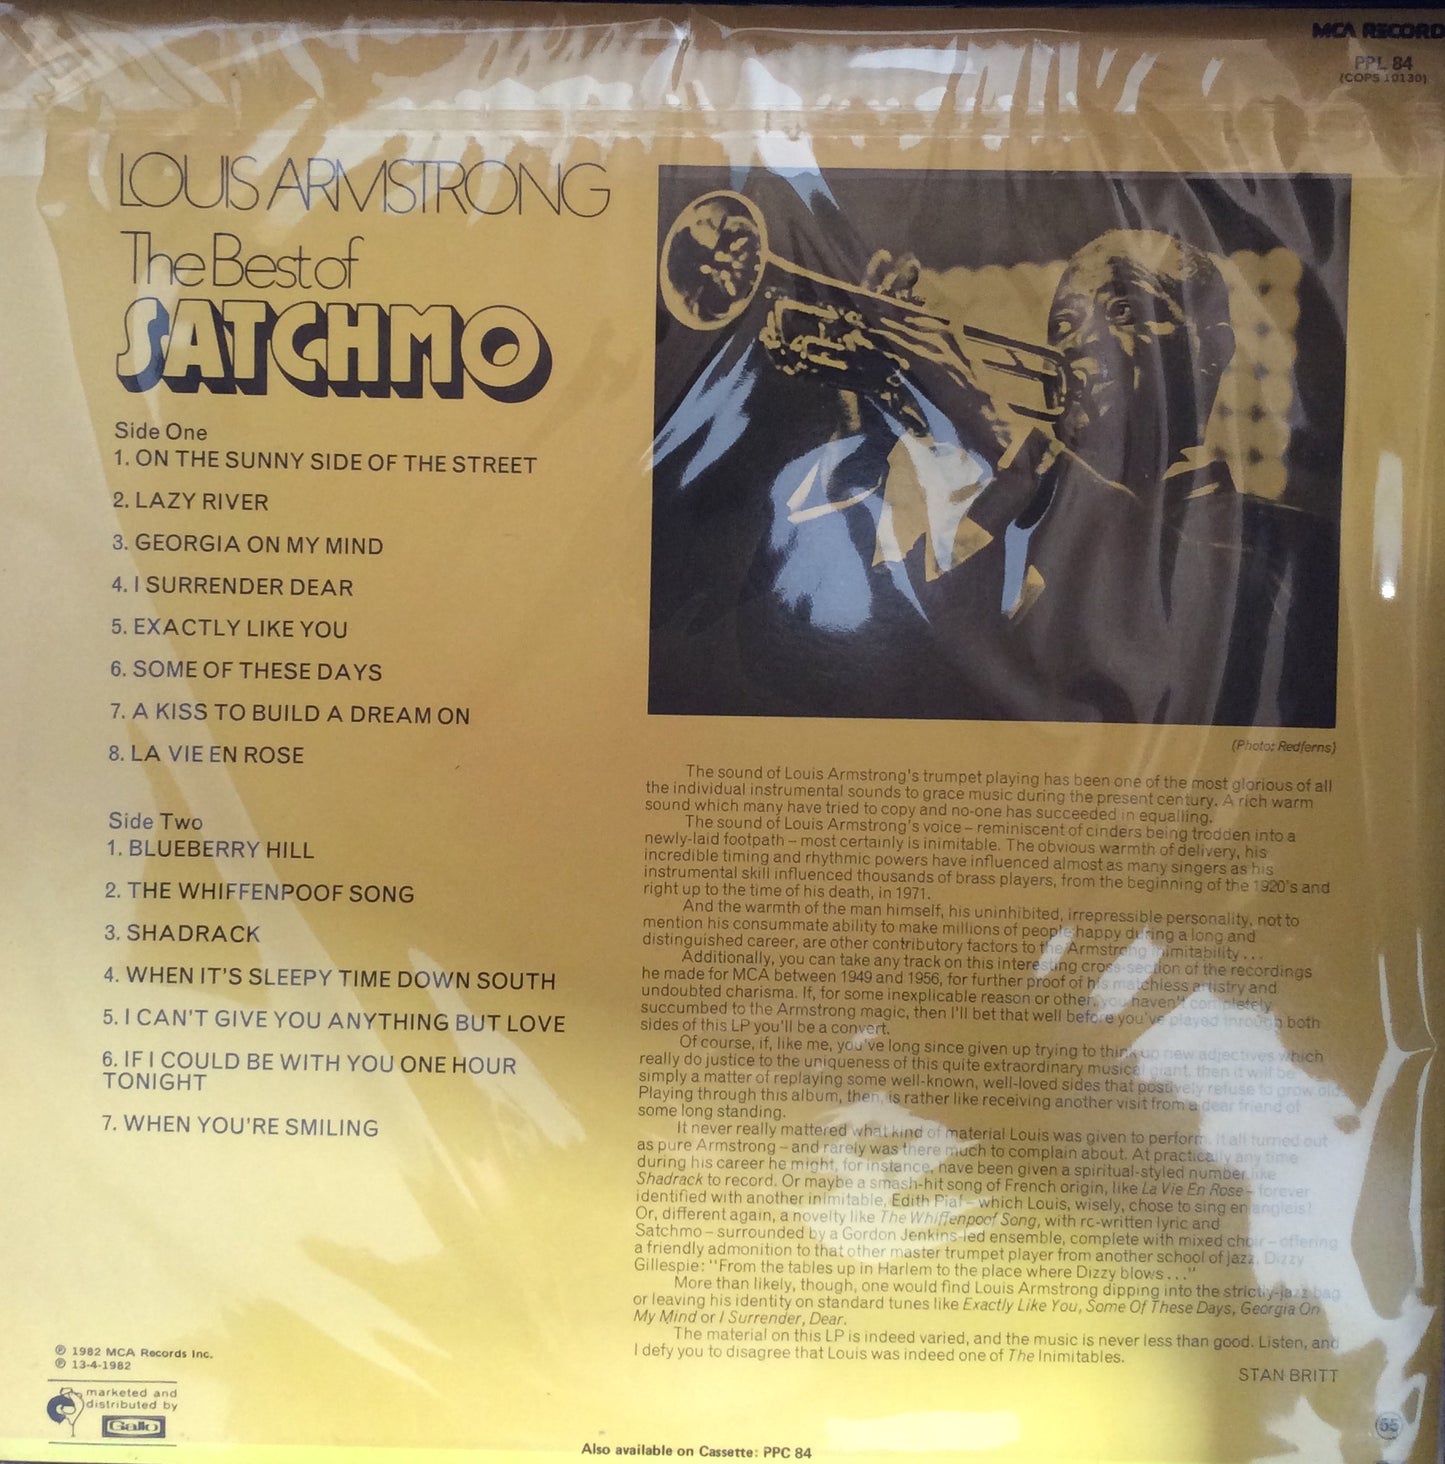 MCA RECORD
PPL 84
(COPS 10130)
LOUIS ARMSTRONG
The Best of
SATCHMO
Side One
1. ON THE SUNNY SIDE OF THE STREET
2. LAZY RIVER
3. GEORGIA ON MY MIND
4. I SURRENDER DEAR
5. EXACTLY LIKE YOU
6. SOME OF THESE DAYS
7. A KISS TO BUILD A DREAM ON
8. LA VIE EN ROSE
Side Two
1. BLUEBERRY HILL
2. THE WHIFFENPOOF SONG
3. SHADRACK
4. WHEN IT'S SLEEPY TIME DOWN SOUTH
5. I CAN'T GIVE YOU ANYTHING BUT LOVE
6. IF I COULD BE WITH YOU ONE HOUR
TONIGHT
7. WHEN YOU'RE SMILING
(Photo: Redferns)
The sound of Louis Armstrong's trumpet playing has been one of the most glorious of all
the individual instrumental sounds to grace music during the present century. A rich warm
sound which many have tried to copy and no-one has succeeded in equalling.
The sound of Louis Armstrong's voice – reminiscent of cinders being trodden into a
newly-laid footpath – most certainly is inimitable. The obvious warmth of delivery, his
incredible timing and rhythmic powers have influenced almost as many singers as his
instrumental skill influenced thousands of brass players, from the beginning of the 1920's and
right up to the time of his death, in 1971.
And the warmth of the man himself, his uninhibited, irrepressible personality, not to
mention his consummate ability to make millions of people happy during a long and
distinguished career, are other contributory factors to the Armstrong inimitability . . .
Additionally, you can take any track on this interesting cross-section of the recordings
he made for MCA between 1949 and 1956, for further proof of his matchless artistry and
undoubted charisma. If, for some inexplicable reason or other, you haven't completely
succumbed to the Armstrong magic, then I'll bet that well before you've played through both
sides of this LP you'll be a convert.
Of course, if, like me, you've long since given up trying to think up new adjectives which
really do justice to the uniqueness of this quite extraordinary musical giant, then it will be
simply a matter of replaying some well-known, well-loved sides that positively refuse to grow old.
Playing through this album, then, is rather like receiving another visit from a dear friend of
some long standing.
It never really mattered what kind of material Louis was given to perform. It all turned out
as pure Armstrong – and rarely was there much to complain about. At practically any time
during his career he might, for instance, have been given a spiritual-styled number like
Shadrack to record. Or maybe a smash-hit song of French origin, like La Vie En Rose – forever
identified with another inimitable, Edith Piaf – which Louis, wisely, chose to sing en anglais!
Or, different again, a novelty like The Whiffenpoof Song, with re-written lyric and
Satchmo – surrounded by a Gordon Jenkins-led ensemble, complete with mixed choir – offering
a friendly admonition to that other master trumpet player from another school of jazz, Dizzy
Gillespie: "From the tables up in Harlem to the place where Dizzy blows . . ."
More than likely, though, one would find Louis Armstrong dipping into the strictly-jazz bag
or leaving his identity on standard tunes like Exactly Like You, Some Of These Days, Georgia On
My Mind or I Surrender, Dear.
The material on this LP is indeed varied, and the music is never less than good. Listen, and
I defy you to disagree that Louis was indeed one of The Inimitables.
STAN BRITT
℗ 1982 MCA Records Inc.
℗ 13-4-1982
marketed and
distributed by
Gallo
55
Also available on Cassette: PPC 84